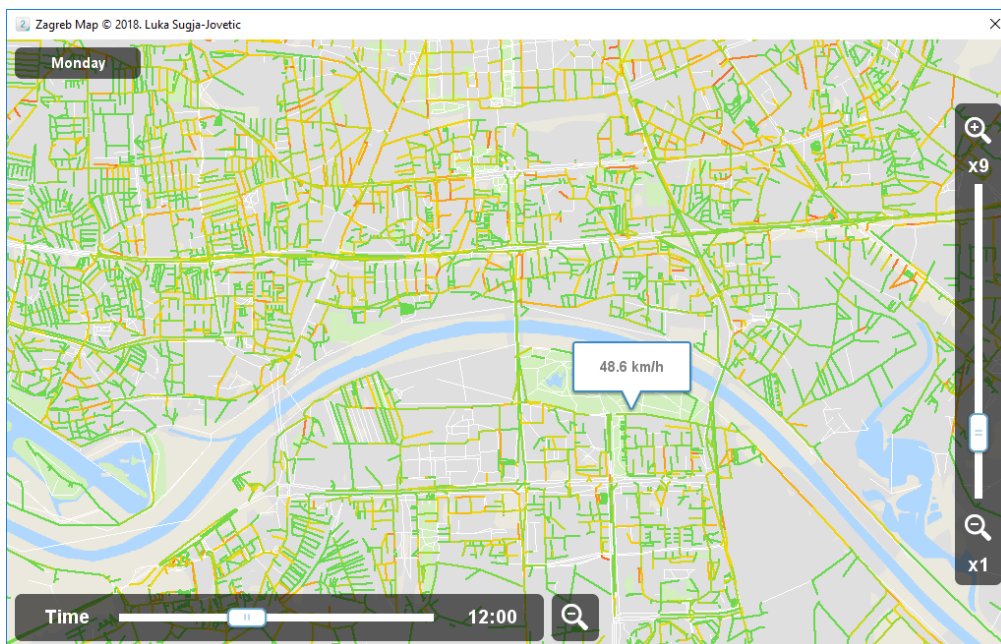 Zagreb Map © 2018. Luka Sugja-Jovetic
Monday
x9
48.6 km/h
x1
Time
12:00